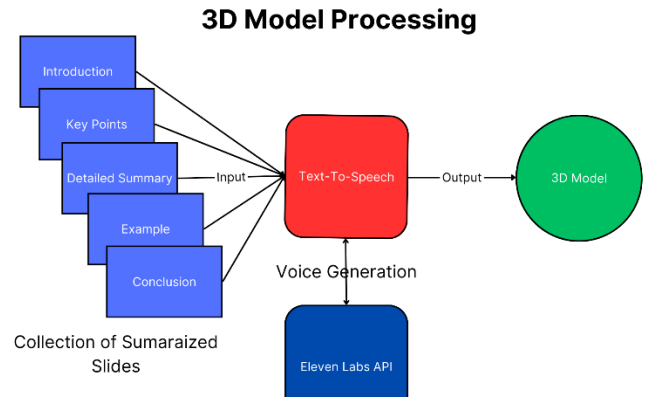 3D Model Processing
Introduction
Key Points
Detailed Summary
Input
Text-To-Speech
Output
3D Model
Example
Conclusion
Voice Generation
Collection of Sumaraized
Slides
Eleven Labs API